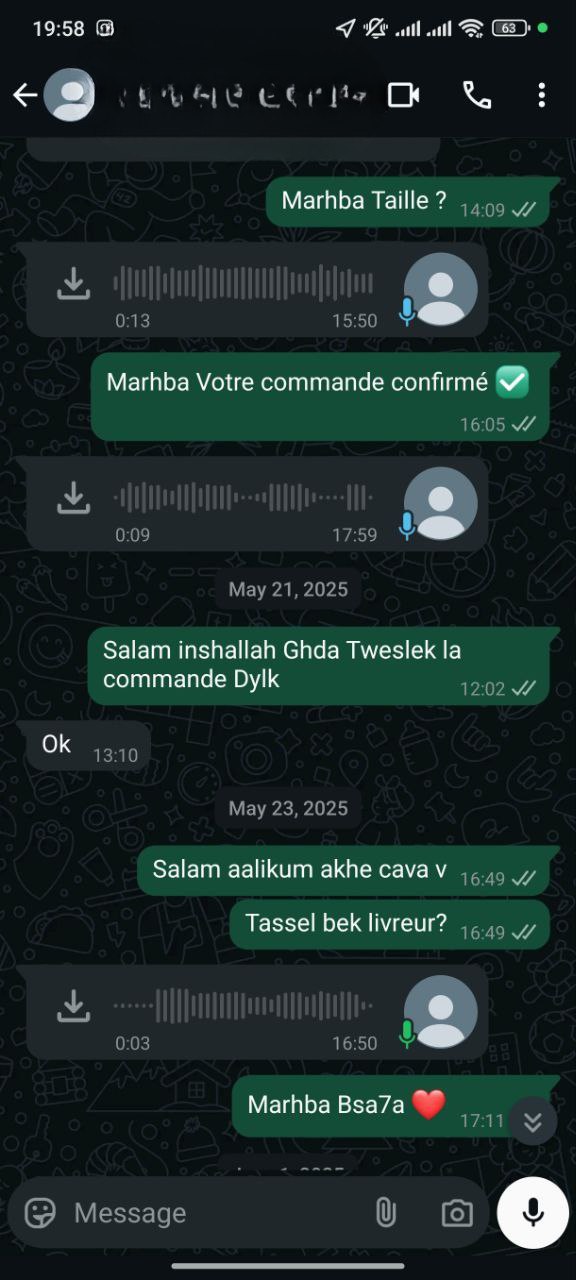 19:58
63
Marhba Taille ?
14:09
0:13
15:50
Marhba Votre commande confirmé ✅
16:05
0:09
17:59
May 21, 2025
Salam inshallah Ghda Tweslek la
commande Dylk
12:02
Ok
13:10
May 23, 2025
Salam aalikum akhe cava v
16:49
Tassel bek livreur?
16:49
0:03
16:50
Marhba Bsa7a ❤️
17:11
Message